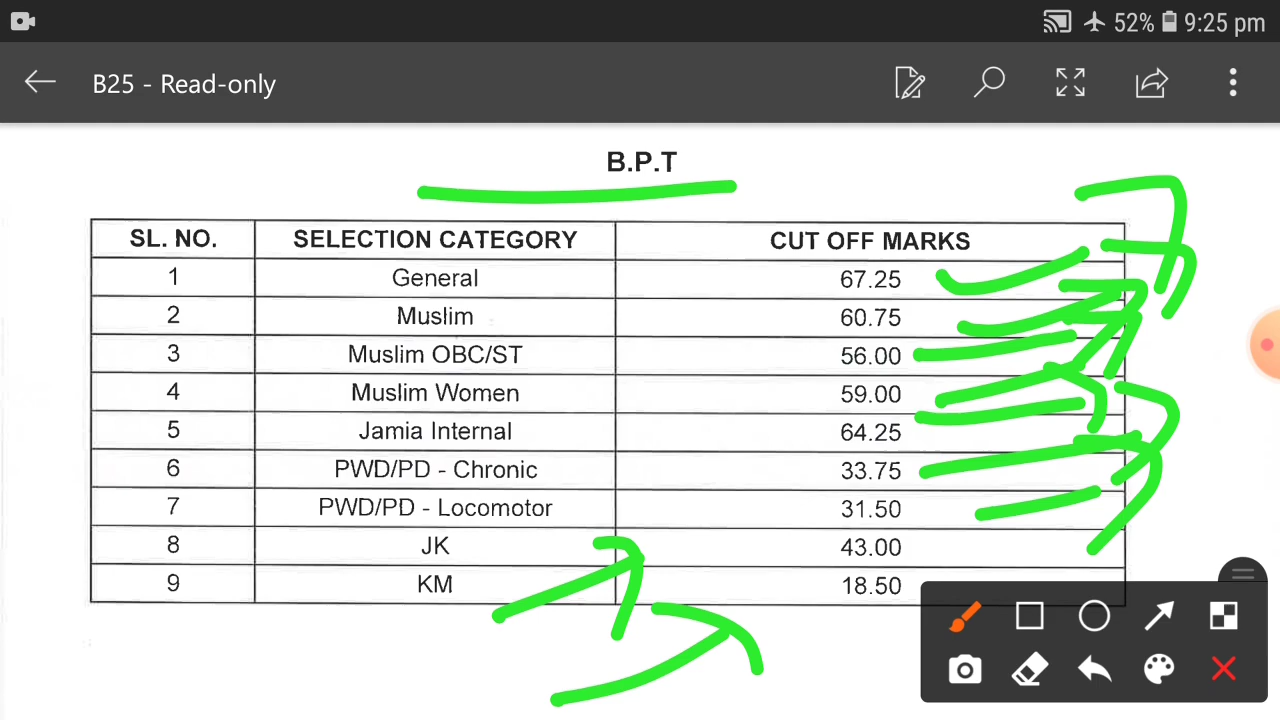 52% 9:25 pm
B25 - Read-only
B.P.T
SL. NO. SELECTION CATEGORY CUT OFF MARKS
1 General 67.25
2 Muslim 60.75
3 Muslim OBC/ST 56.00
4 Muslim Women 59.00
5 Jamia Internal 64.25
6 PWD/PD - Chronic 33.75
7 PWD/PD - Locomotor 31.50
8 JK 43.00
9 KM 18.50